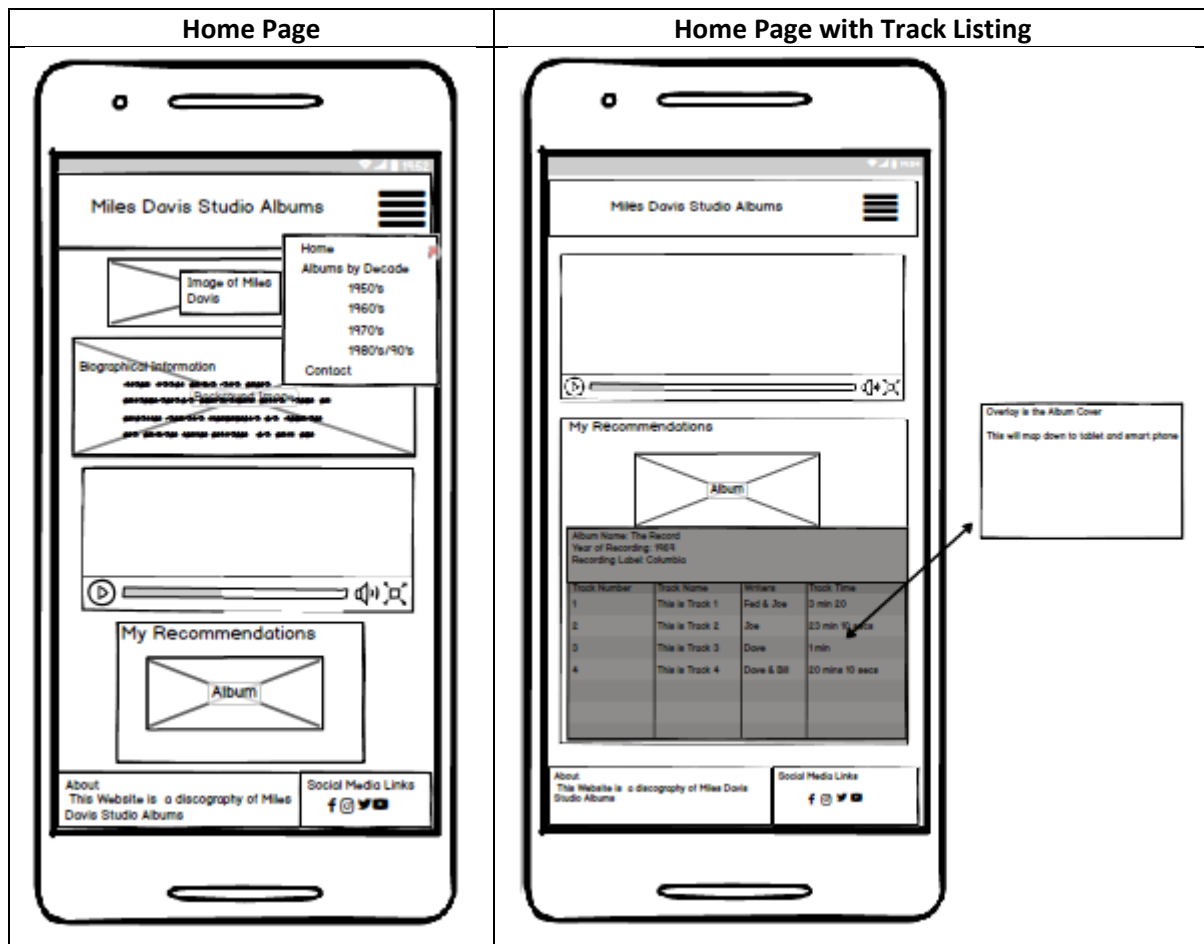 Home Page
Home Page with Track Listing
1952
Miles Davis Studio Albums
Home
Albums by Decade
1950's
1960's
1970's
1980's/90's
Contact
Image of Miles
Davis
Biographical Information
Background Image
My Recommendations
Album
About
This Website is a discography of Miles
Davis Studio Albums
Social Media Links
Miles Davis Studio Albums
My Recommendations
Album
Album Name: The Record
Year of Recording: 1969
Recording Label: Columbia
Track Number Track Name Writers Track Time
1 This is Track 1 Fed & Joe 3 min 20
2 This is Track 2 Joe 23 min 10 secs
3 This is Track 3 Dave 1 min
4 This is Track 4 Dave & Bill 20 mins 10 secs
About
This Website is a discography of Miles Davis
Studio Albums
Social Media Links
Overlay is the Album Cover
This will map down to tablet and smart phone